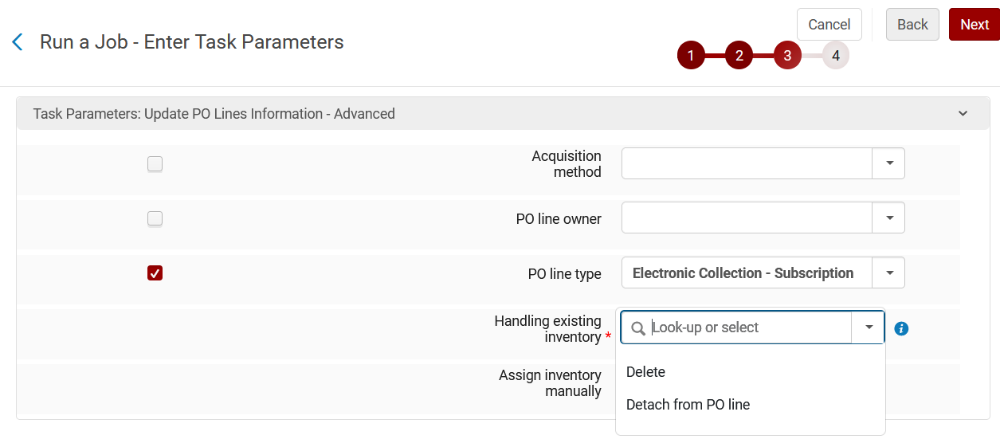 Cancel
Back
Next
Run a Job - Enter Task Parameters
1
2
3
4
Task Parameters: Update PO Lines Information - Advanced
Acquisition
method
PO line owner
PO line type
Electronic Collection - Subscription
Handling existing
inventory *
Look-up or select
i
Delete
Detach from PO line
Assign inventory
manually